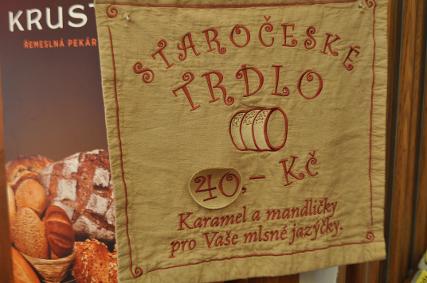 KRUST
ŘEMESLNÁ PEKÁR
STAROČESKÉ
TRDLO
40,- KČ
Karamel a mandličky
pro Vaše mlsné jazýčky.